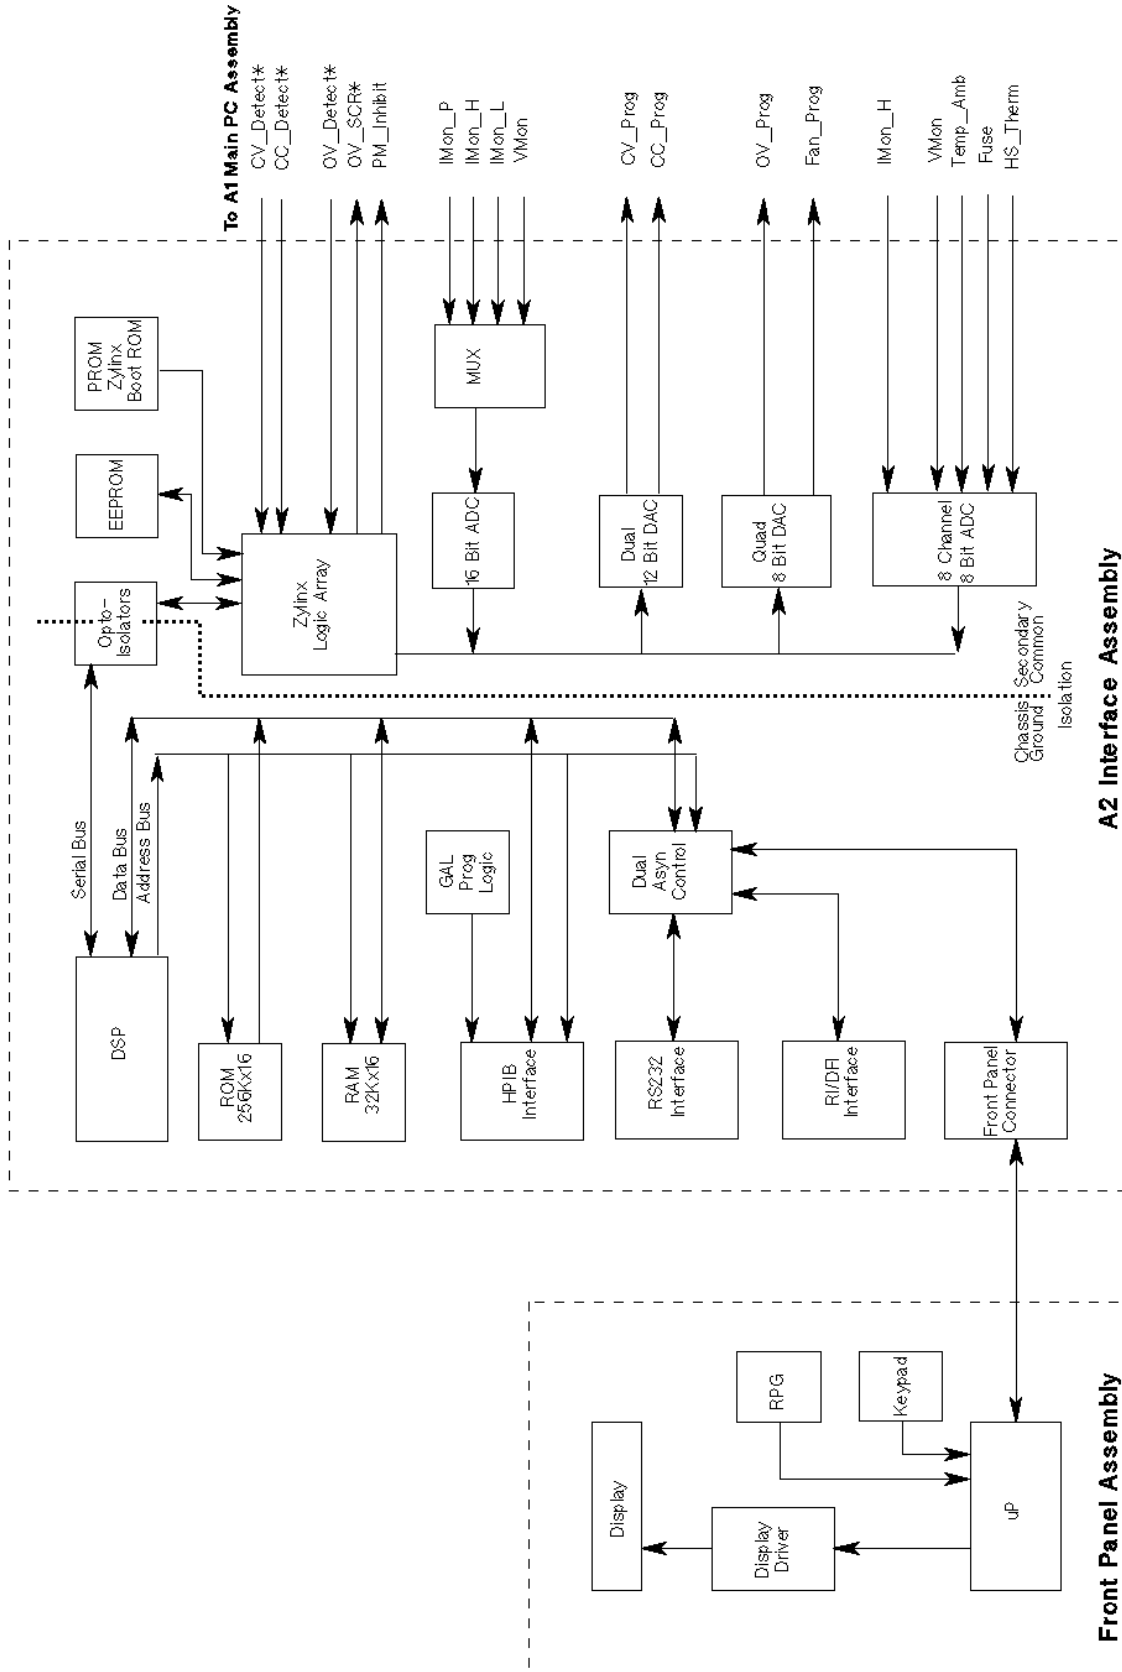 To A1 Main PC Assembly
CV_Detect*
CC_Detect*
OV_Detect*
OV_SCR*
PM_Inhibit
IMon_P
IMon_H
IMon_L
VMon
CV_Prog
CC_Prog
OV_Prog
Fan_Prog
IMon_H
VMon
Temp_Amb
Fuse
HS_Therm
PROM
Zylinx
Boot ROM
EEPROM
Opto-
Isolators
Zylinx
Logic Array
MUX
16 Bit ADC
Dual
12 Bit DAC
Quad
8 Bit DAC
8 Channel
8 Bit ADC
Secondary
Common
Chassis
Ground
Isolation
Serial Bus
Data Bus
Address Bus
DSP
ROM
256Kx16
RAM
32Kx16
GAL
Prog
Logic
HPIB
Interface
Dual
Asyn
Control
RS232
Interface
RI/DFI
Interface
Front Panel
Connector
A2 Interface Assembly
Display
Display
Driver
RPG
Keypad
uP
Front Panel Assembly